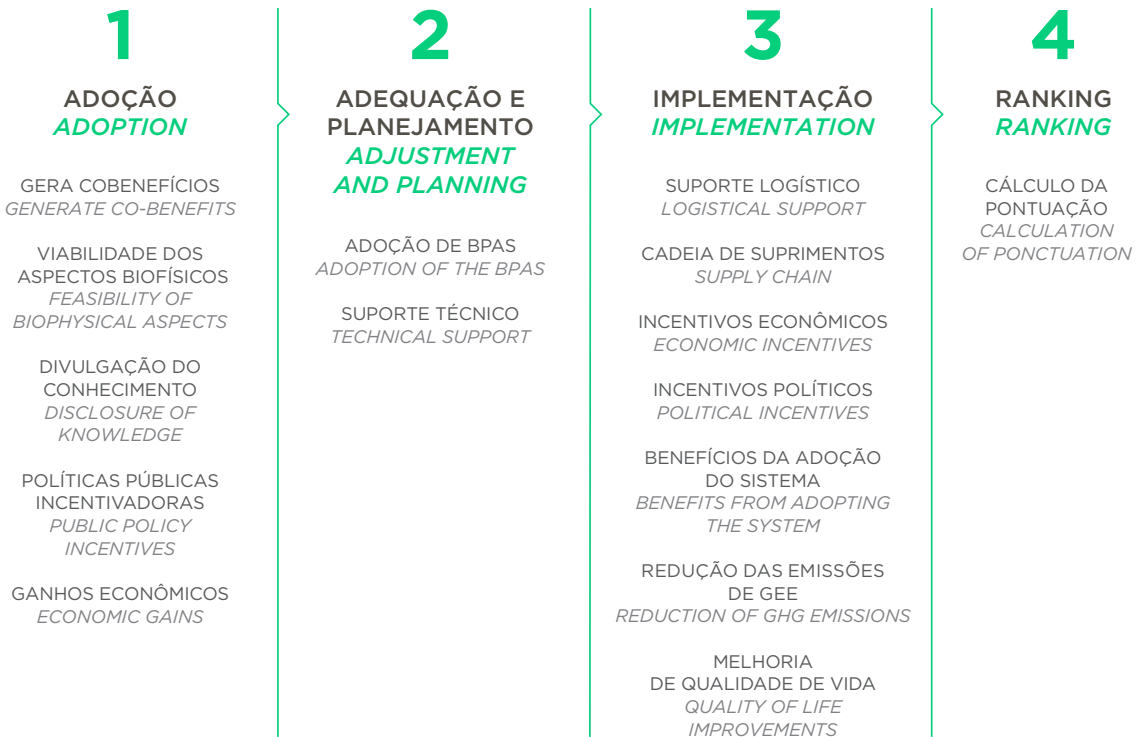 1
ADOÇÃO
ADOPTION
GERA COBENEFÍCIOS
GENERATE CO-BENEFITS
VIABILIDADE DOS
ASPECTOS BIOFÍSICOS
FEASIBILITY OF
BIOPHYSICAL ASPECTS
DIVULGAÇÃO DO
CONHECIMENTO
DISCLOSURE OF
KNOWLEDGE
POLÍTICAS PÚBLICAS
INCENTIVADORAS
PUBLIC POLICY
INCENTIVES
GANHOS ECONÔMICOS
ECONOMIC GAINS
2
ADEQUAÇÃO E
PLANEJAMENTO
ADJUSTMENT
AND PLANNING
ADOÇÃO DE BPAS
ADOPTION OF THE BPAS
SUPORTE TÉCNICO
TECHNICAL SUPPORT
3
IMPLEMENTAÇÃO
IMPLEMENTATION
SUPORTE LOGÍSTICO
LOGISTICAL SUPPORT
CADEIA DE SUPRIMENTOS
SUPPLY CHAIN
INCENTIVOS ECONÔMICOS
ECONOMIC INCENTIVES
INCENTIVOS POLÍTICOS
POLITICAL INCENTIVES
BENEFÍCIOS DA ADOÇÃO
DO SISTEMA
BENEFITS FROM ADOPTING
THE SYSTEM
REDUÇÃO DAS EMISSÕES
DE GEE
REDUCTION OF GHG EMISSIONS
MELHORIA
DE QUALIDADE DE VIDA
QUALITY OF LIFE
IMPROVEMENTS
4
RANKING
RANKING
CÁLCULO DA
PONTUAÇÃO
CALCULATION
OF PONCTUATION